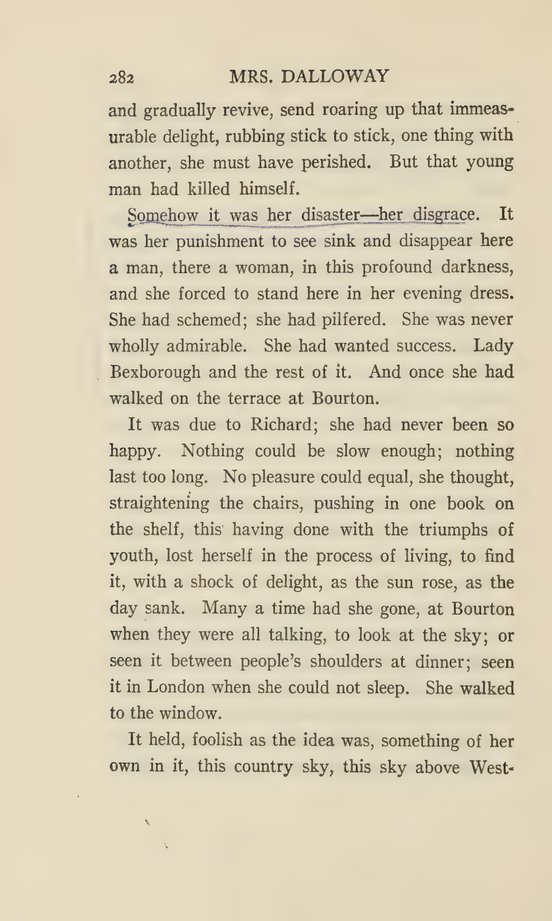 282 MRS. DALLOWAY
and gradually revive, send roaring up that immeas-
urable delight, rubbing stick to stick, one thing with
another, she must have perished. But that young
man had killed himself.
Somehow it was her disaster—her disgrace. It
was her punishment to see sink and disappear here
a man, there a woman, in this profound darkness,
and she forced to stand here in her evening dress.
She had schemed; she had pilfered. She was never
wholly admirable. She had wanted success. Lady
Bexborough and the rest of it. And once she had
walked on the terrace at Bourton.
It was due to Richard; she had never been so
happy. Nothing could be slow enough; nothing
last too long. No pleasure could equal, she thought,
straightening the chairs, pushing in one book on
the shelf, this having done with the triumphs of
youth, lost herself in the process of living, to find
it, with a shock of delight, as the sun rose, as the
day sank. Many a time had she gone, at Bourton
when they were all talking, to look at the sky; or
seen it between people's shoulders at dinner; seen
it in London when she could not sleep. She walked
to the window.
It held, foolish as the idea was, something of her
own in it, this country sky, this sky above West-